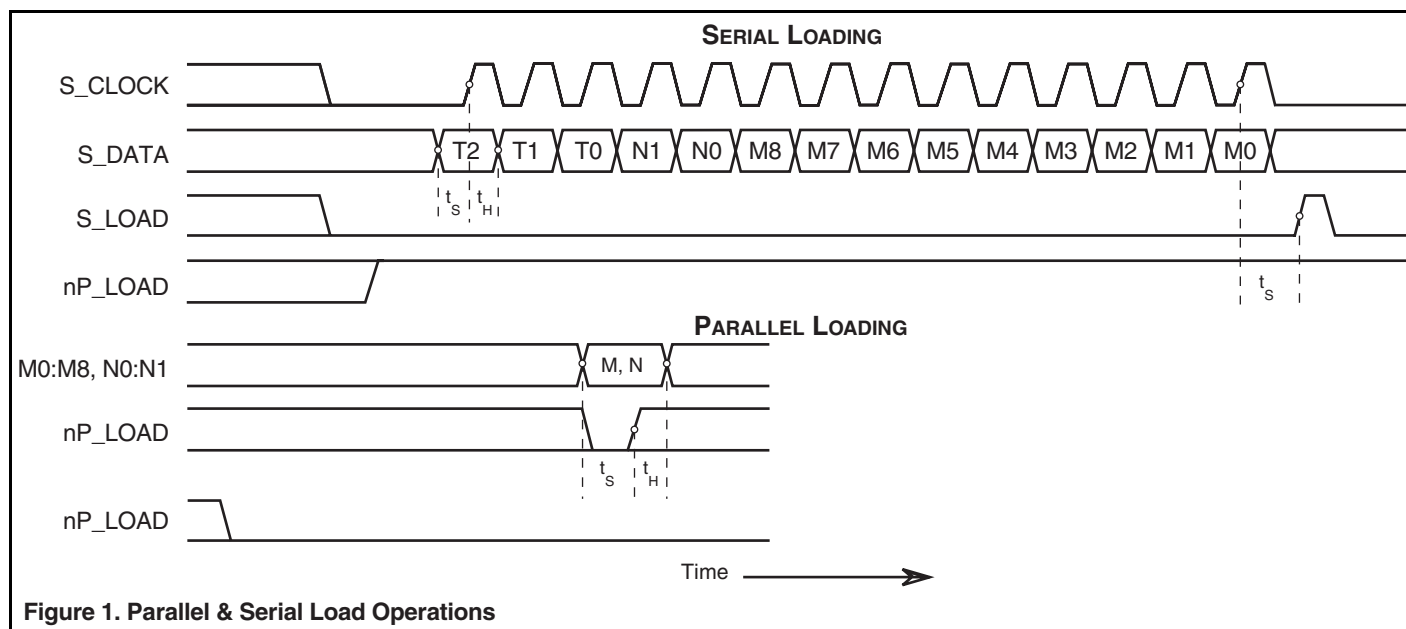 SERIAL LOADING
S_CLOCK
S_DATA T2 T1 T0 N1 N0 M8 M7 M6 M5 M4 M3 M2 M1 M0
tS tH
S_LOAD
nP_LOAD
tS
PARALLEL LOADING
M0:M8, N0:N1 M, N
nP_LOAD
tS tH
nP_LOAD
Time
Figure 1. Parallel & Serial Load Operations